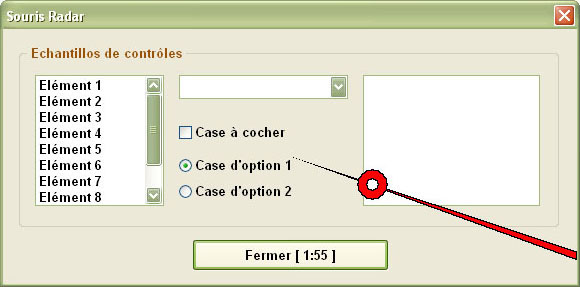 Souris Radar
Echantillos de contrôles
Elément 1
Elément 2
Elément 3
Elément 4
Elément 5
Elément 6
Elément 7
Elément 8
Case à cocher
Case d'option 1
Case d'option 2
Fermer [ 1:55 ]